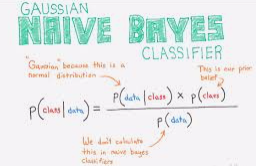 GAUSSIAN
NAIVE BAYES
CLASSIFIER
"Gaussian" because this is a
normal distribution
This is our prior
belief
P(class|data) = P(data|class) × P(class)
P(data)
We don't calculate
this in naive bayes
classifiers